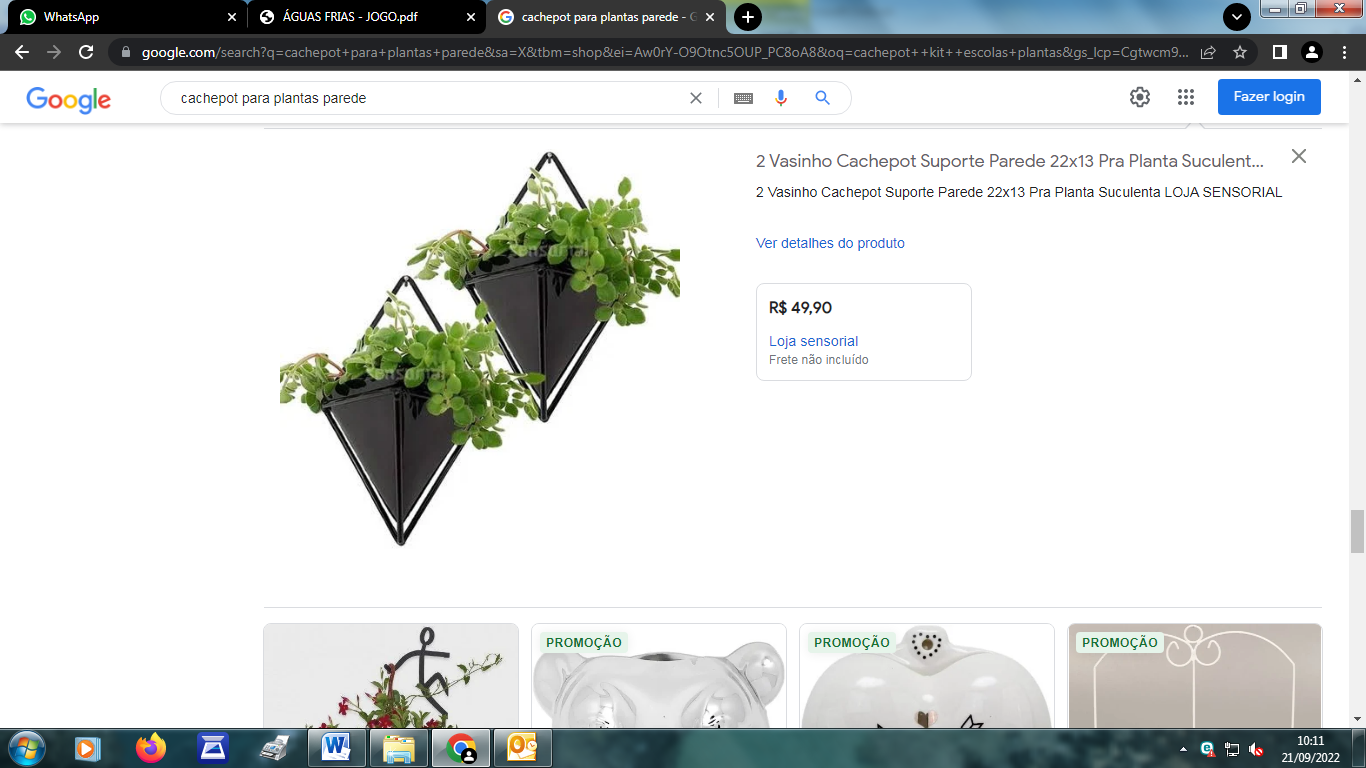 WhatsApp
ÁGUAS FRIAS - JOGO.pdf
cachepot para plantas parede - G
google.com/search?q=cachepot+para+plantas+parede&sa=X&tbm=shop&ei=Aw0rY-O9Otnc5OUP_PC8oA8&oq=cachepot++kit++escolas+plantas&gs_lcp=Cgtwcm9...
Google
cachepot para plantas parede
Fazer login
2 Vasinho Cachepot Suporte Parede 22x13 Pra Planta Suculent...
2 Vasinho Cachepot Suporte Parede 22x13 Pra Planta Suculenta LOJA SENSORIAL
Ver detalhes do produto
R$ 49,90
Loja sensorial
Frete não incluído
PROMOÇÃO
PROMOÇÃO
PROMOÇÃO
10:11
21/09/2022